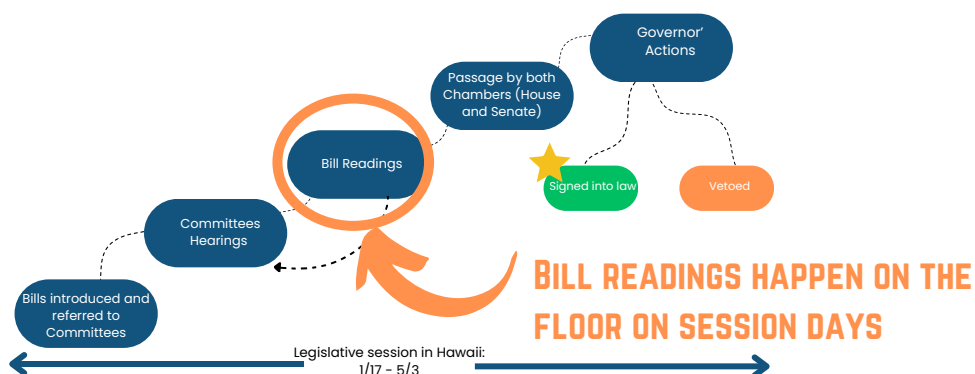 Governor'
Actions
Passage by both
Chambers (House
and Senate)
Bill Readings
Signed into law
Vetoed
Committees
Hearings
BILL READINGS HAPPEN ON THE
FLOOR ON SESSION DAYS
Bills introduced and
referred to
Committees
Legislative session in Hawaii:
1/17 - 5/3